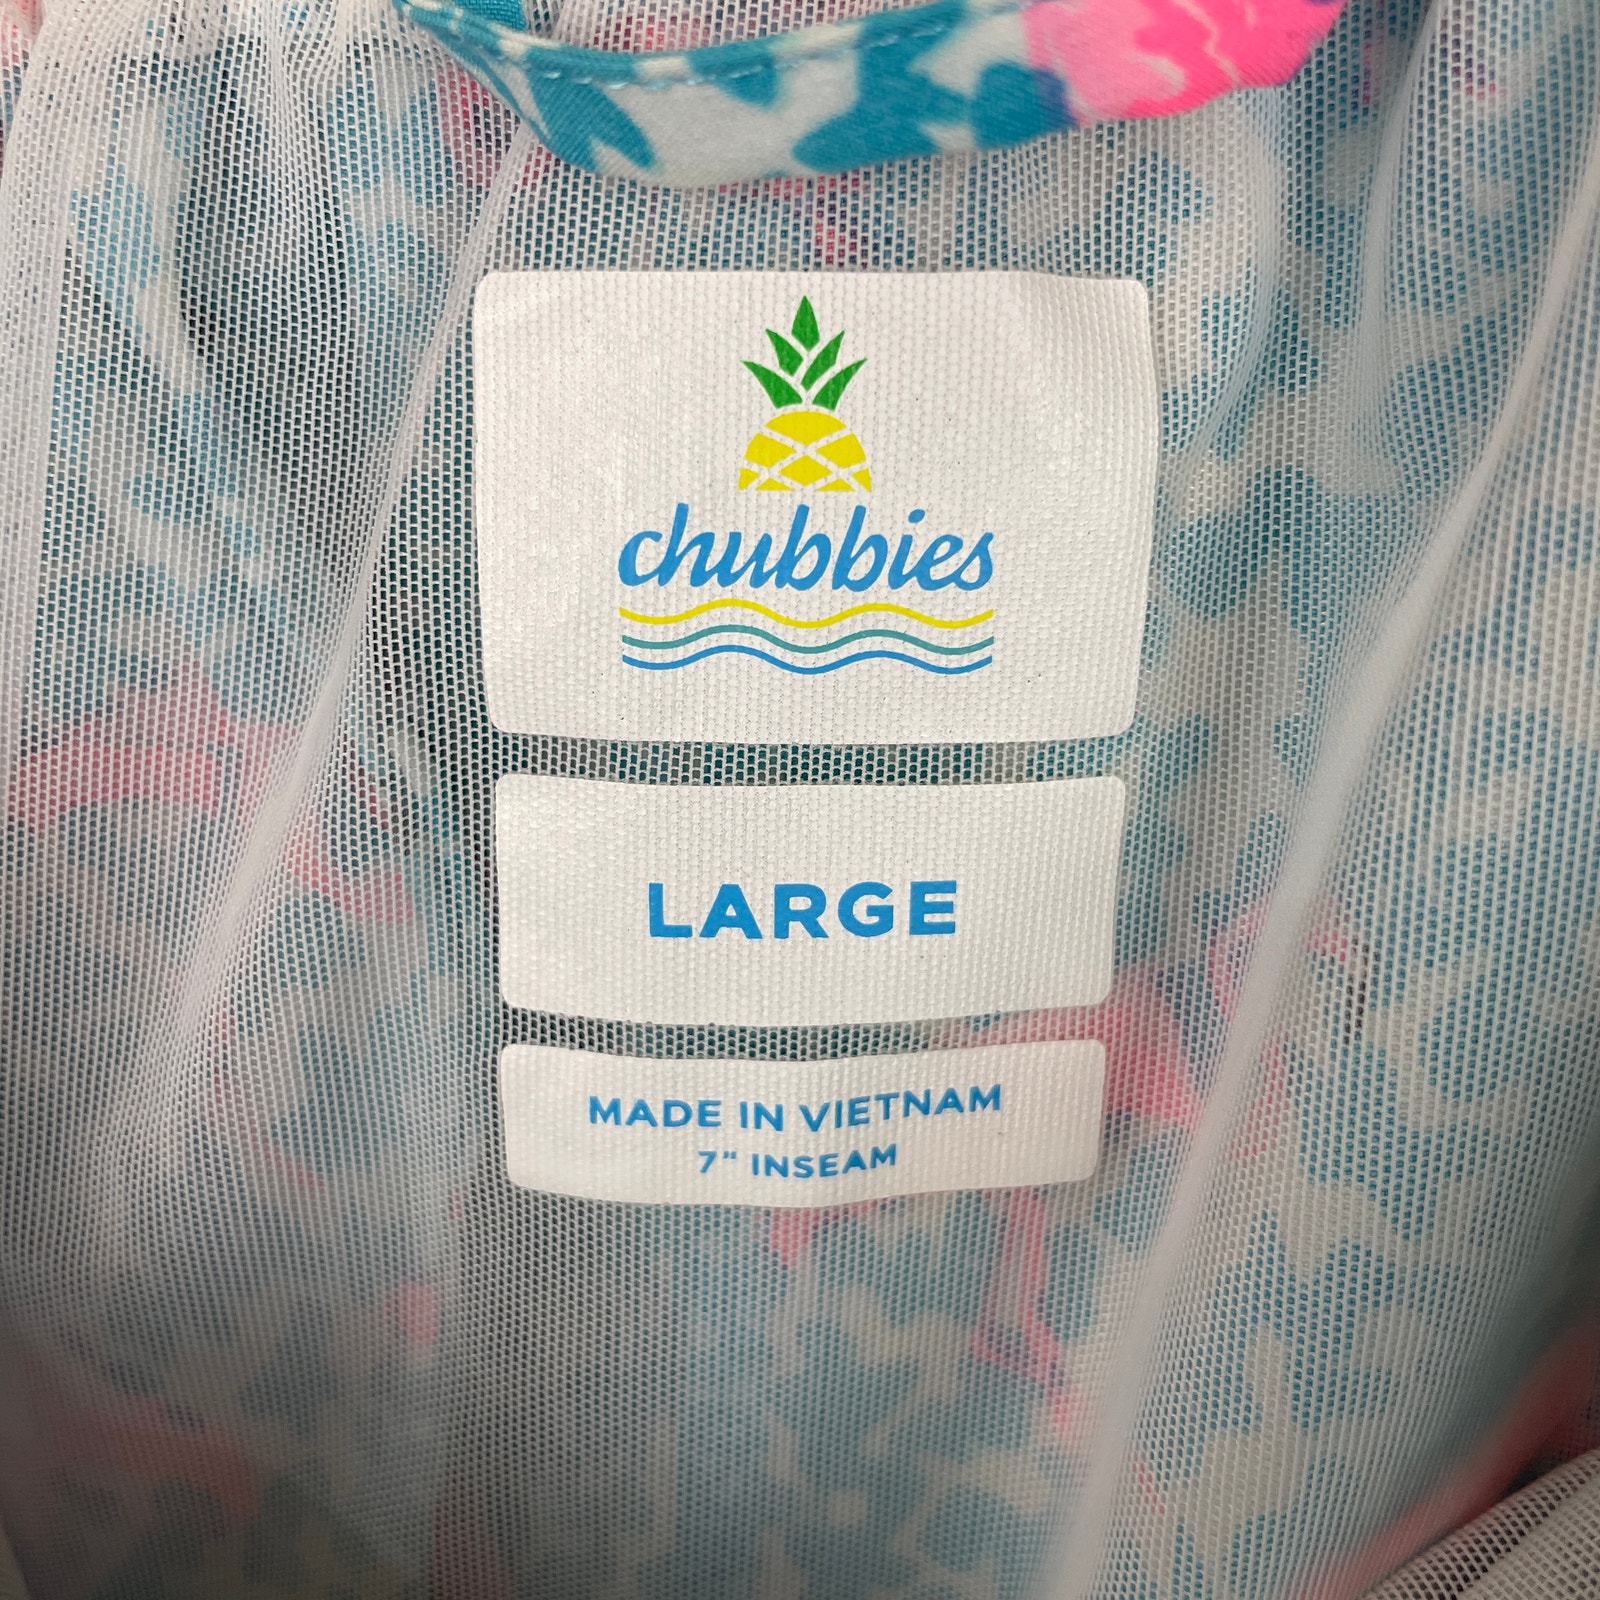 chubbies
LARGE
MADE IN VIETNAM
7" INSEAM